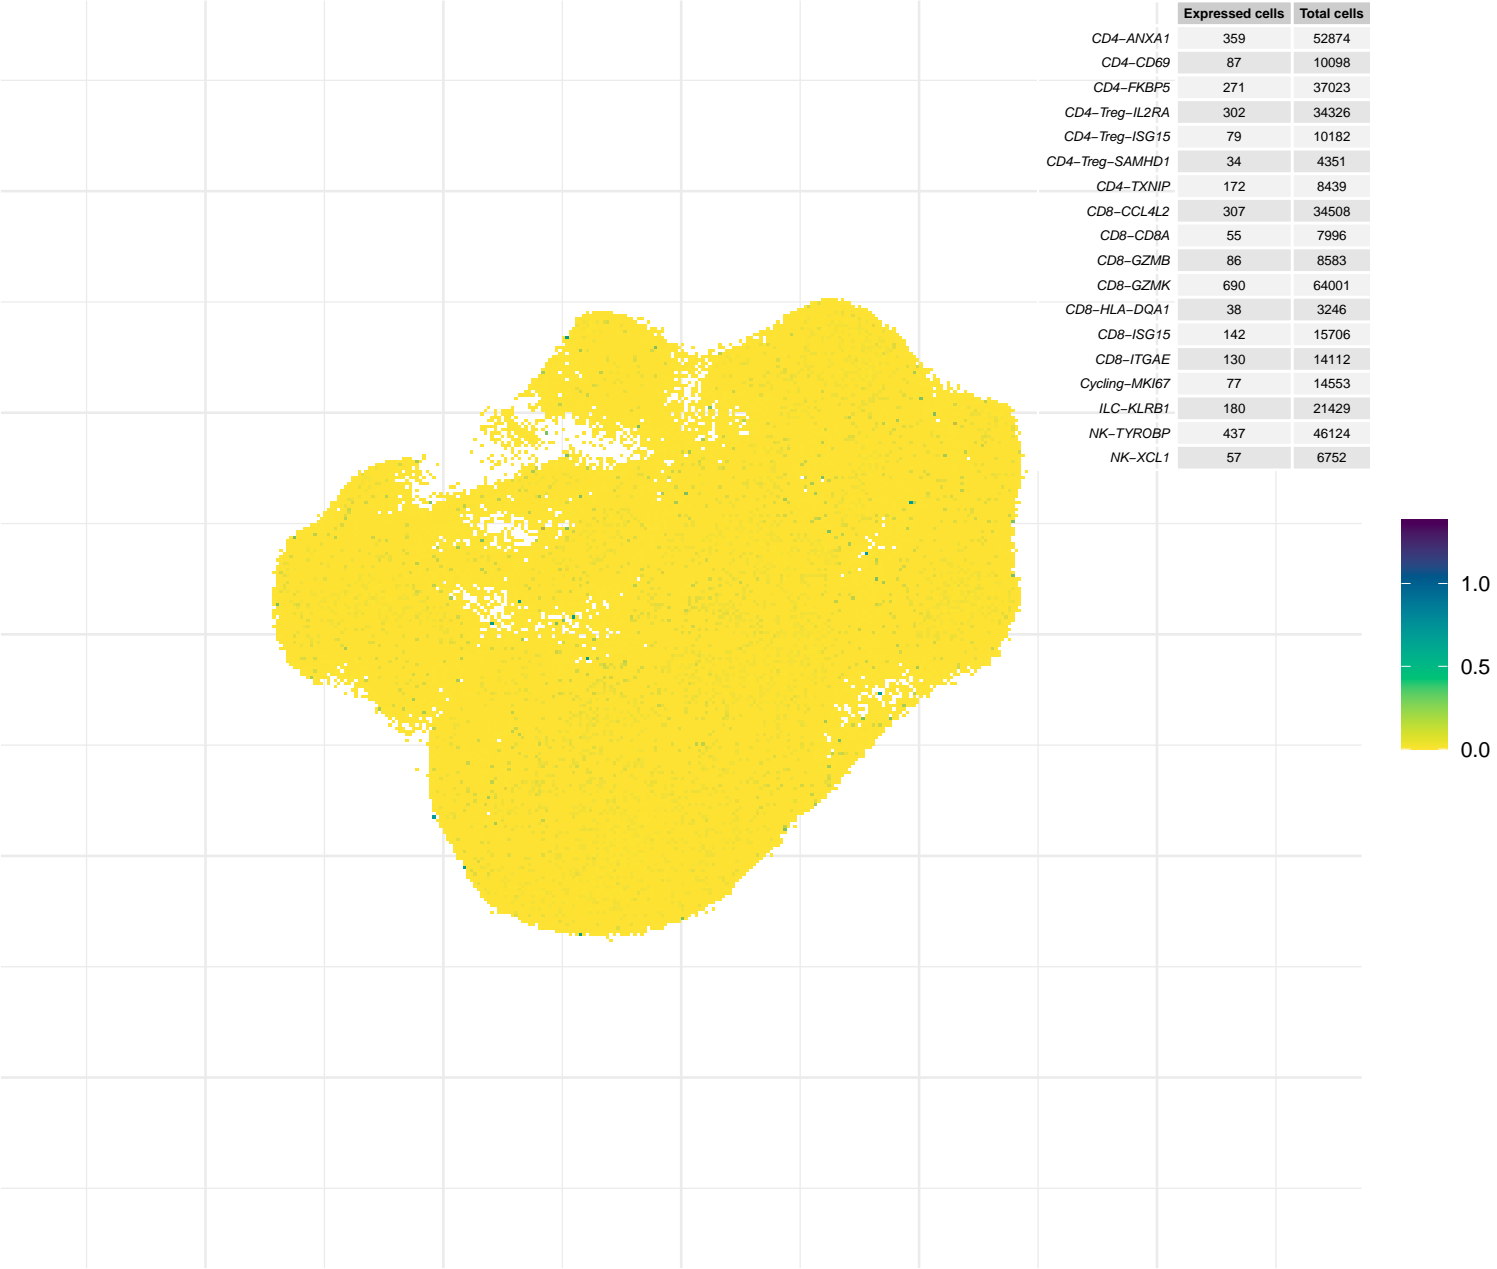 Expressed cells Total cells
CD4−ANXA1 359 52874
CD4−CD69 87 10098
CD4−FKBP5 271 37023
CD4−Treg−IL2RA 302 34326
CD4−Treg−ISG15 79 10182
CD4−Treg−SAMHD1 34 4351
CD4−TXNIP 172 8439
CD8−CCL4L2 307 34508
CD8−CD8A 55 7996
CD8−GZMB 86 8583
CD8−GZMK 690 64001
CD8−HLA−DQA1 38 3246
CD8−ISG15 142 15706
CD8−ITGAE 130 14112
Cycling−MKI67 77 14553
ILC−KLRB1 180 21429
NK−TYROBP 437 46124
NK−XCL1 57 6752
1.0
0.5
0.0